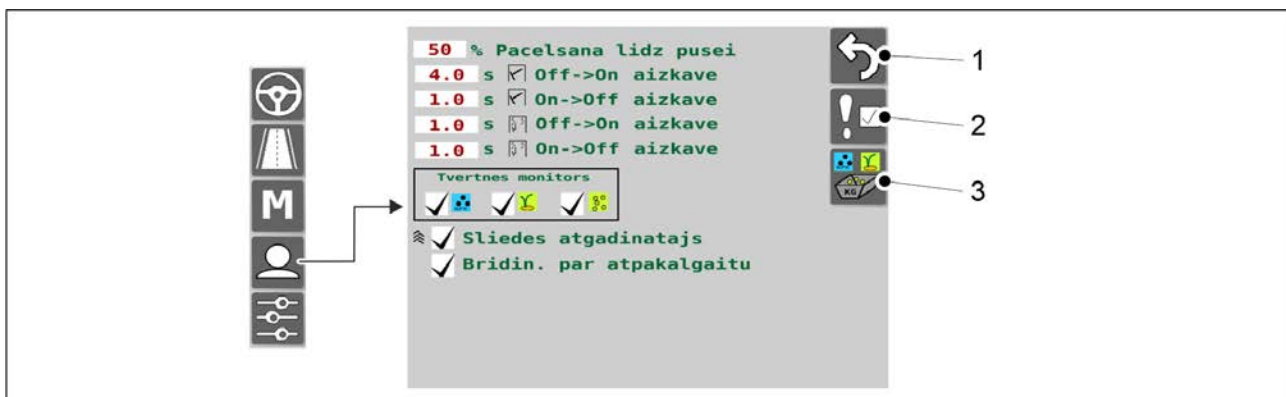 50 % Pacelsana lidz pusei
4.0 s Off->On aizkave
1.0 s On->Off aizkave
1.0 s Off->On aizkave
1.0 s On->Off aizkave
Tvertnes monitors
Sliedes atgadinatajs
Bridin. par atpakalgaitu
M
KG
1
2
3